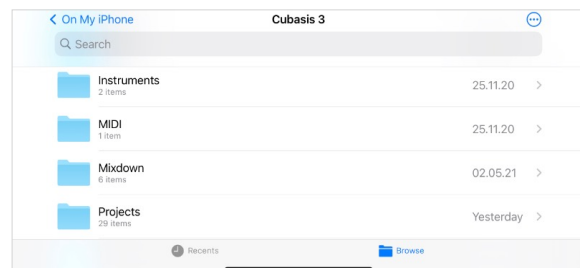 On My iPhone
Cubasis 3
Search
Instruments
2 items
25.11.20
MIDI
1 item
25.11.20
Mixdown
6 items
02.05.21
Projects
29 items
Yesterday
Recents
Browse